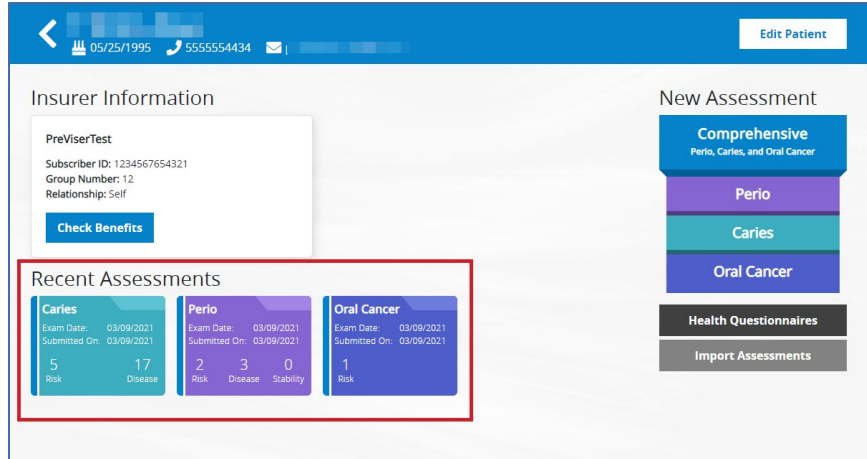 05/25/1995 5555554434
Edit Patient
Insurer Information
PreViserTest
Subscriber ID: 1234567654321
Group Number: 12
Relationship: Self
Check Benefits
Recent Assessments
Caries
Exam Date: 03/09/2021
Submitted On: 03/09/2021
5 17
Risk Disease
Perio
Exam Date: 03/09/2021
Submitted On: 03/09/2021
2 3 0
Risk Disease Stability
Oral Cancer
Exam Date: 03/09/2021
Submitted On: 03/09/2021
1
Risk
New Assessment
Comprehensive
Perio, Caries, and Oral Cancer
Perio
Caries
Oral Cancer
Health Questionnaires
Import Assessments